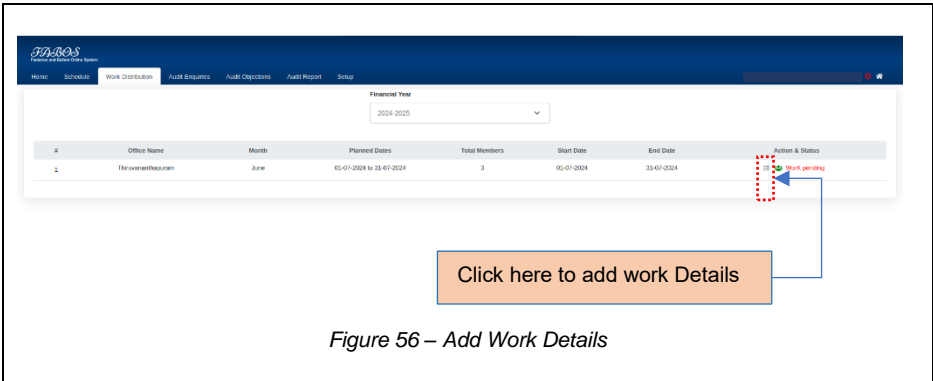 FABOS
Factories and Boilers Online System
Home Schedule Work Distribution Audit Enquiries Audit Objections Audit Report Setup
Financial Year
2024-2025
# Office Name Month Planned Dates Total Members Start Date End Date Action & Status
1 Thiruvananthapuram June 01-07-2024 to 31-07-2024 3 01-07-2024 31-07-2024 Work pending
Click here to add work Details
Figure 56 – Add Work Details